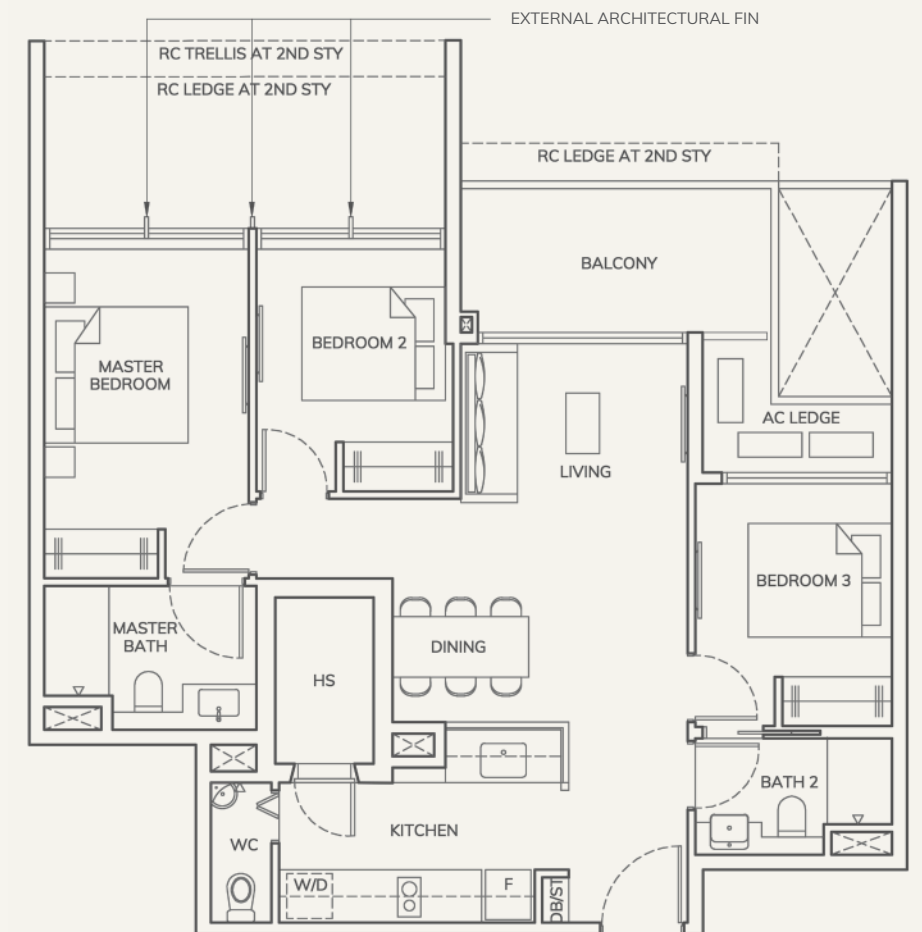 EXTERNAL ARCHITECTURAL FIN
RC TRELLIS AT 2ND STY
RC LEDGE AT 2ND STY
RC LEDGE AT 2ND STY
BALCONY
BEDROOM 2
MASTER
BEDROOM
AC LEDGE
LIVING
BEDROOM 3
MASTER
BATH
DINING
HS
BATH 2
KITCHEN
WC
W/D
F
DB/ST